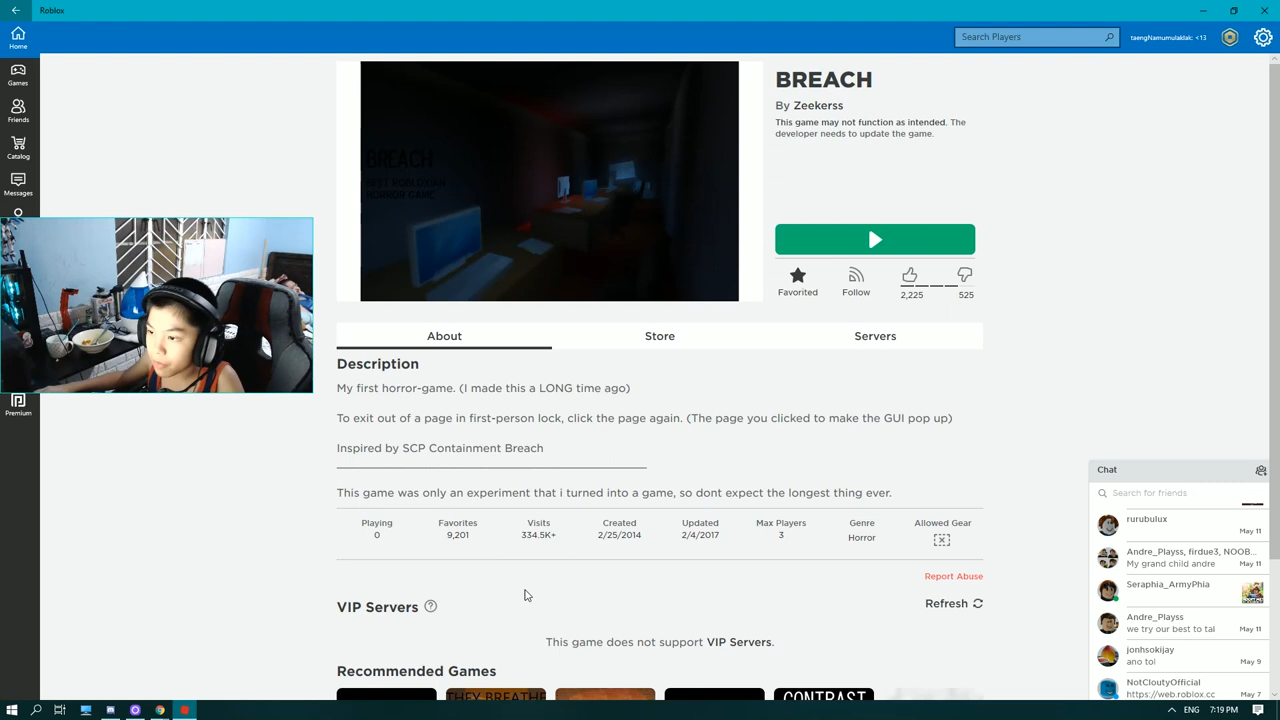 Roblox
Home
Search Players
taengNamumulaklak: <13
Games
Friends
Catalog
Messages
Premium
BREACH
BEST ROBLOXIAN
HORROR GAME
BREACH
By Zeekerss
This game may not function as intended. The
developer needs to update the game.
Favorited
Follow
2,225
525
About
Store
Servers
Description
My first horror-game. (I made this a LONG time ago)
To exit out of a page in first-person lock, click the page again. (The page you clicked to make the GUI pop up)
Inspired by SCP Containment Breach
This game was only an experiment that i turned into a game, so dont expect the longest thing ever.
Playing Favorites Visits Created Updated Max Players Genre Allowed Gear
0 9,201 334.5K+ 2/25/2014 2/4/2017 3 Horror
Report Abuse
VIP Servers
Refresh
This game does not support VIP Servers.
Recommended Games
THEY BREATHE
CONTRAST
Chat
Search for friends
rurubulux
May 11
Andre_Playss, firdue3, NOOB...
My grand child andre May 11
Seraphia_ArmyPhia
Andre_Playss
we try our best to tal May 11
jonhsokijay
ano to! May 9
NotCloutyOfficial
https://web.roblox.cc May 7
ENG 7:19 PM